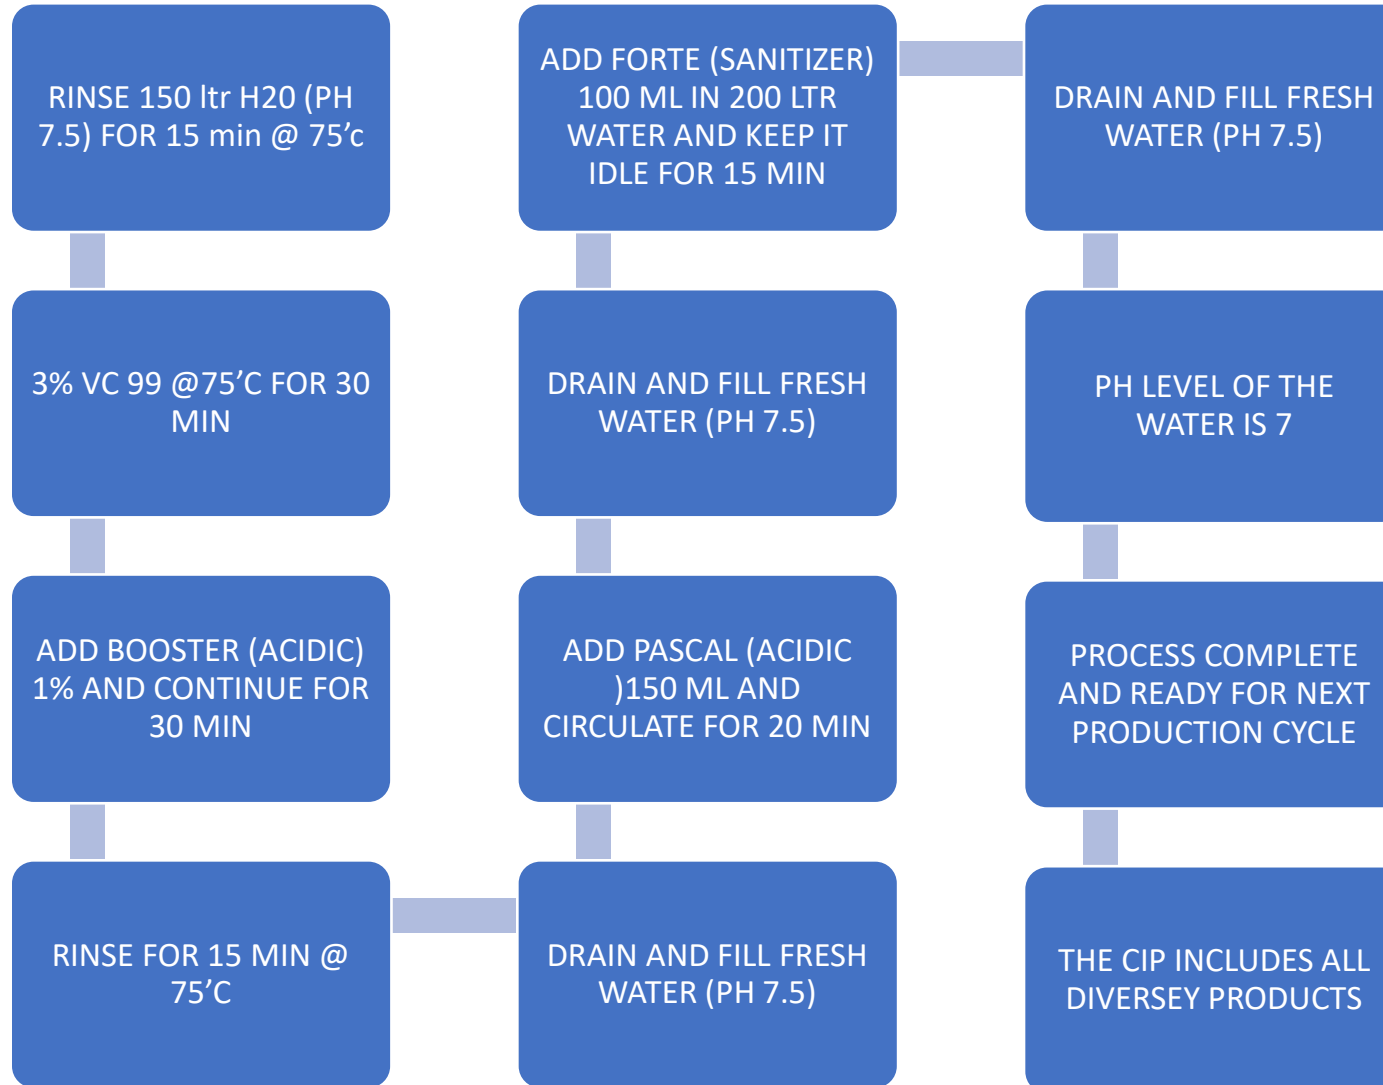 RINSE 150 ltr H20 (PH
7.5) FOR 15 min @ 75’c
3% VC 99 @75’C FOR 30
MIN
ADD BOOSTER (ACIDIC)
1% AND CONTINUE FOR
30 MIN
RINSE FOR 15 MIN @
75’C
DRAIN AND FILL FRESH
WATER (PH 7.5)
ADD PASCAL (ACIDIC
)150 ML AND
CIRCULATE FOR 20 MIN
DRAIN AND FILL FRESH
WATER (PH 7.5)
ADD FORTE (SANITIZER)
100 ML IN 200 LTR
WATER AND KEEP IT
IDLE FOR 15 MIN
DRAIN AND FILL FRESH
WATER (PH 7.5)
PH LEVEL OF THE
WATER IS 7
PROCESS COMPLETE
AND READY FOR NEXT
PRODUCTION CYCLE
THE CIP INCLUDES ALL
DIVERSEY PRODUCTS